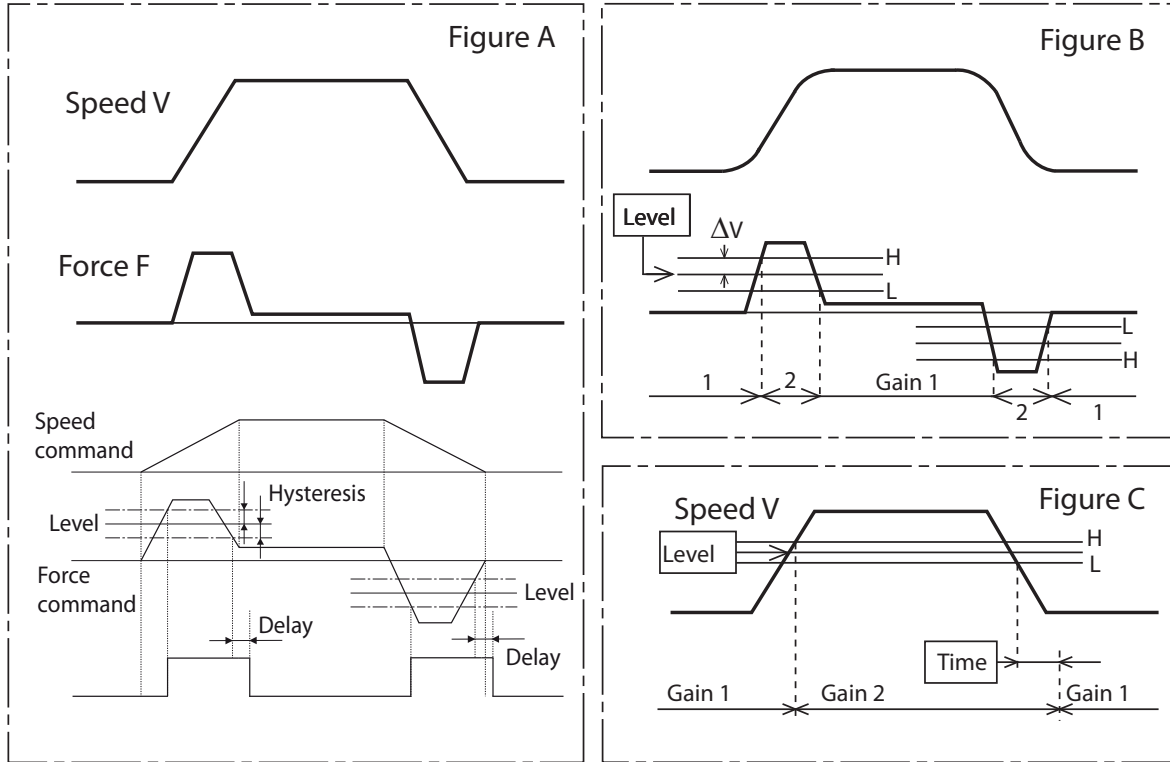 Figure A
Speed V
Force F
Speed
command
Hysteresis
Level
Force
command
Level
Delay
Delay
Figure B
Level
ΔV
H
L
L
H
1
2
Gain 1
2
1
Figure C
Speed V
Level
H
L
Time
Gain 1
Gain 2
Gain 1